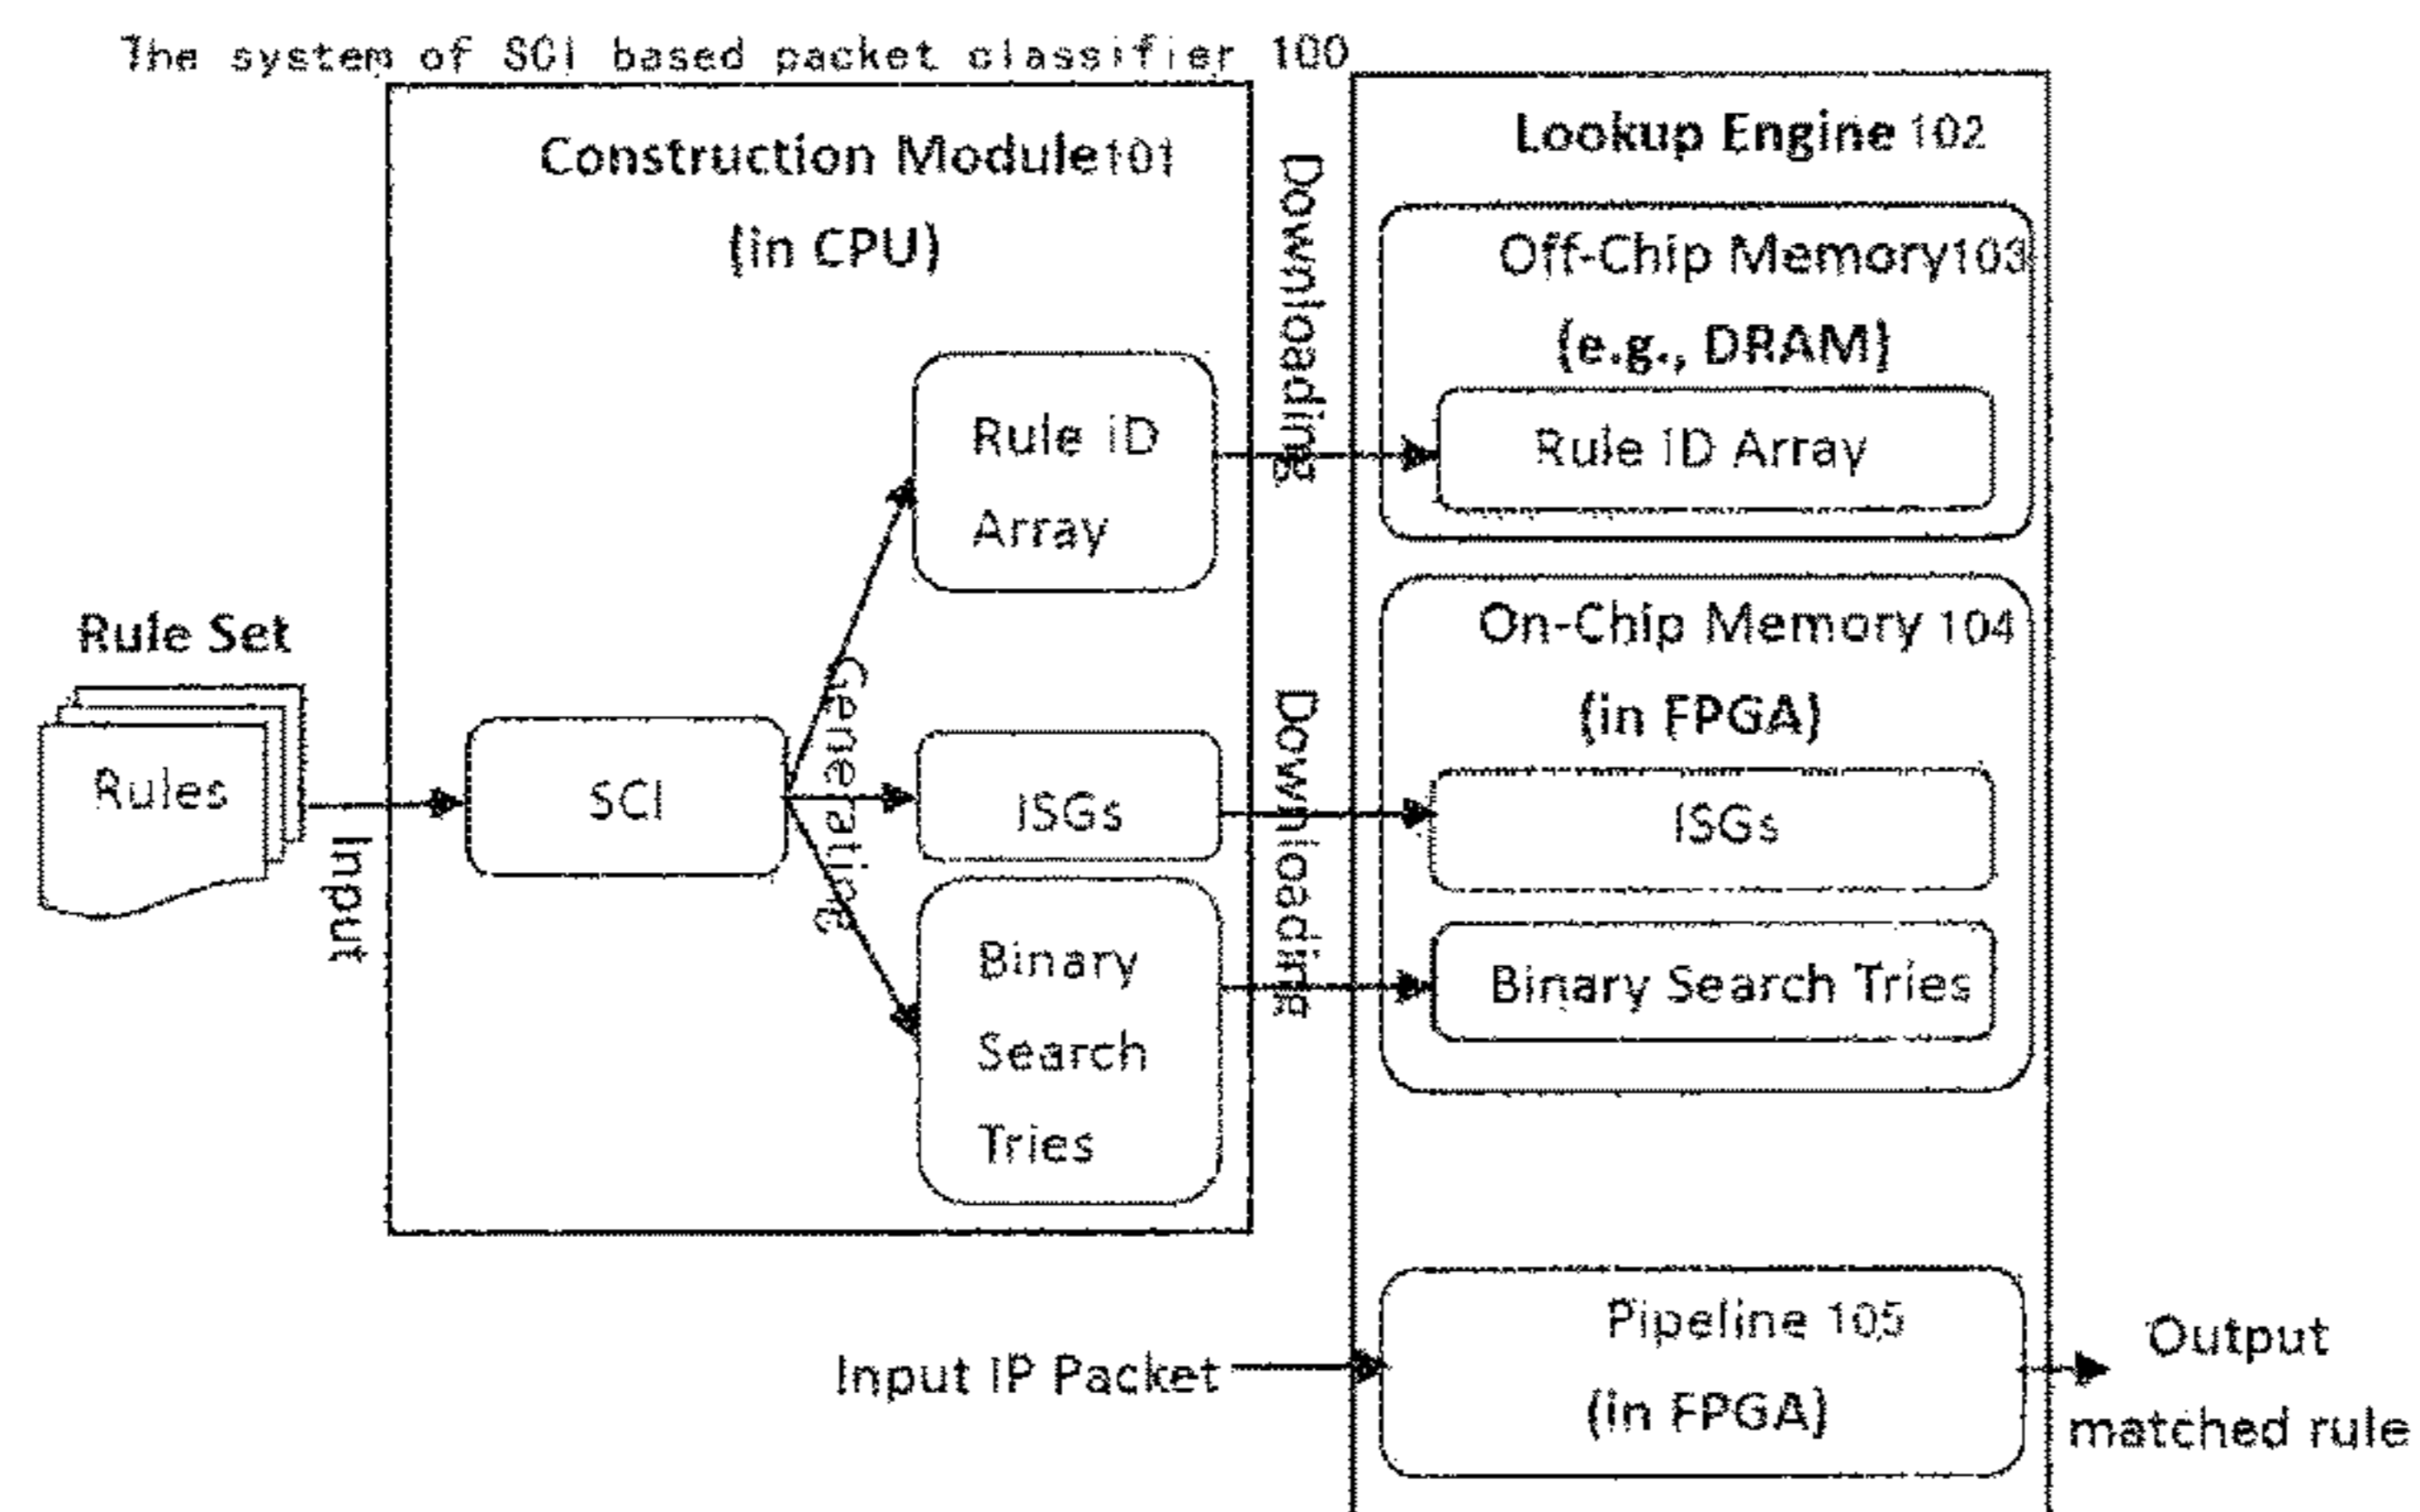 The system of SCI based packet classifier 100
Construction Module101
(in CPU)
Rule ID
Array
Rule Set
Rules
Input
SCI
Generating
ISGs
Binary
Search
Tries
Downloading
Downloading
Lookup Engine 102
Off-Chip Memory103
(e.g., DRAM)
Rule ID Array
On-Chip Memory 104
(in FPGA)
ISGs
Binary Search Tries
Input IP Packet
Pipeline 105
(in FPGA)
Output
matched rule